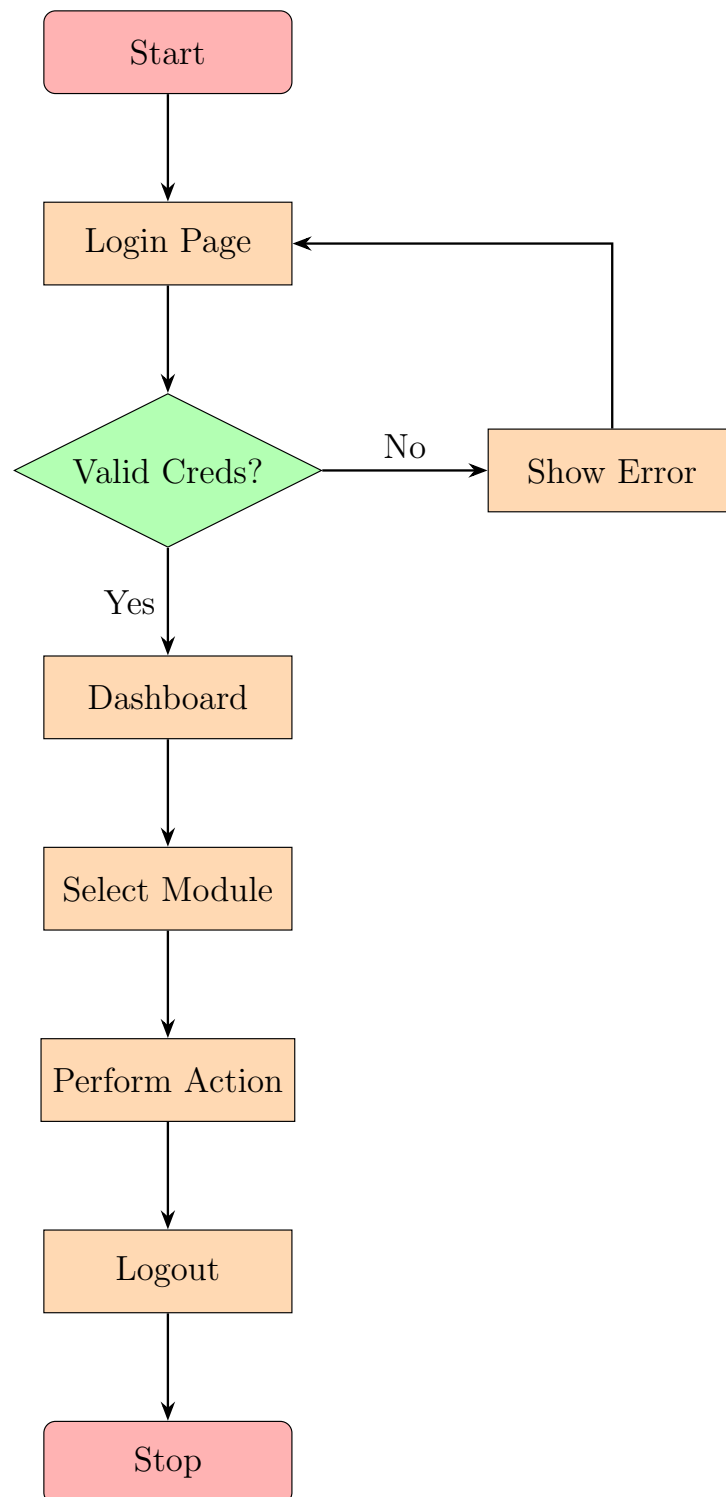 Start
Login Page
Valid Creds?
No
Show Error
Yes
Dashboard
Select Module
Perform Action
Logout
Stop